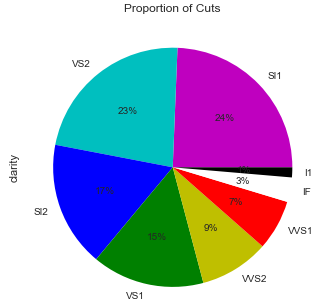 Proportion of Cuts
VS2
SI1
23%
24%
clarity
I1
3%
IF
7%
SI2
9%
VVS1
15%
VVS2
VS1